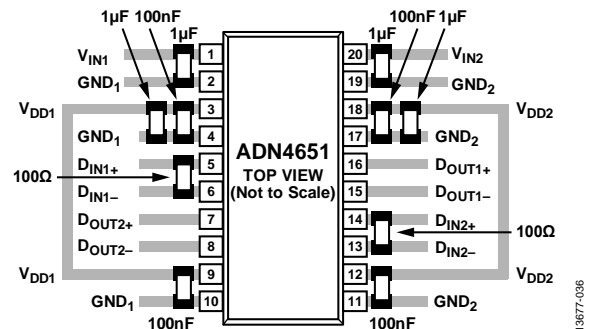 1µF 100nF
1µF
100nF 1µF
1µF
VIN1 1 20 VIN2
GND1 2 19 GND2
VDD1 3 18 VDD2
GND1 4 17 GND2
DIN1+ 5 16 DOUT1+
100Ω
DIN1– 6 15 DOUT1–
DOUT2+ 7 14 DIN2+
100Ω
DOUT2– 8 13 DIN2–
VDD1 9 12 VDD2
GND1 10 11 GND2
100nF 100nF
ADN4651
TOP VIEW
(Not to Scale)
13677-036